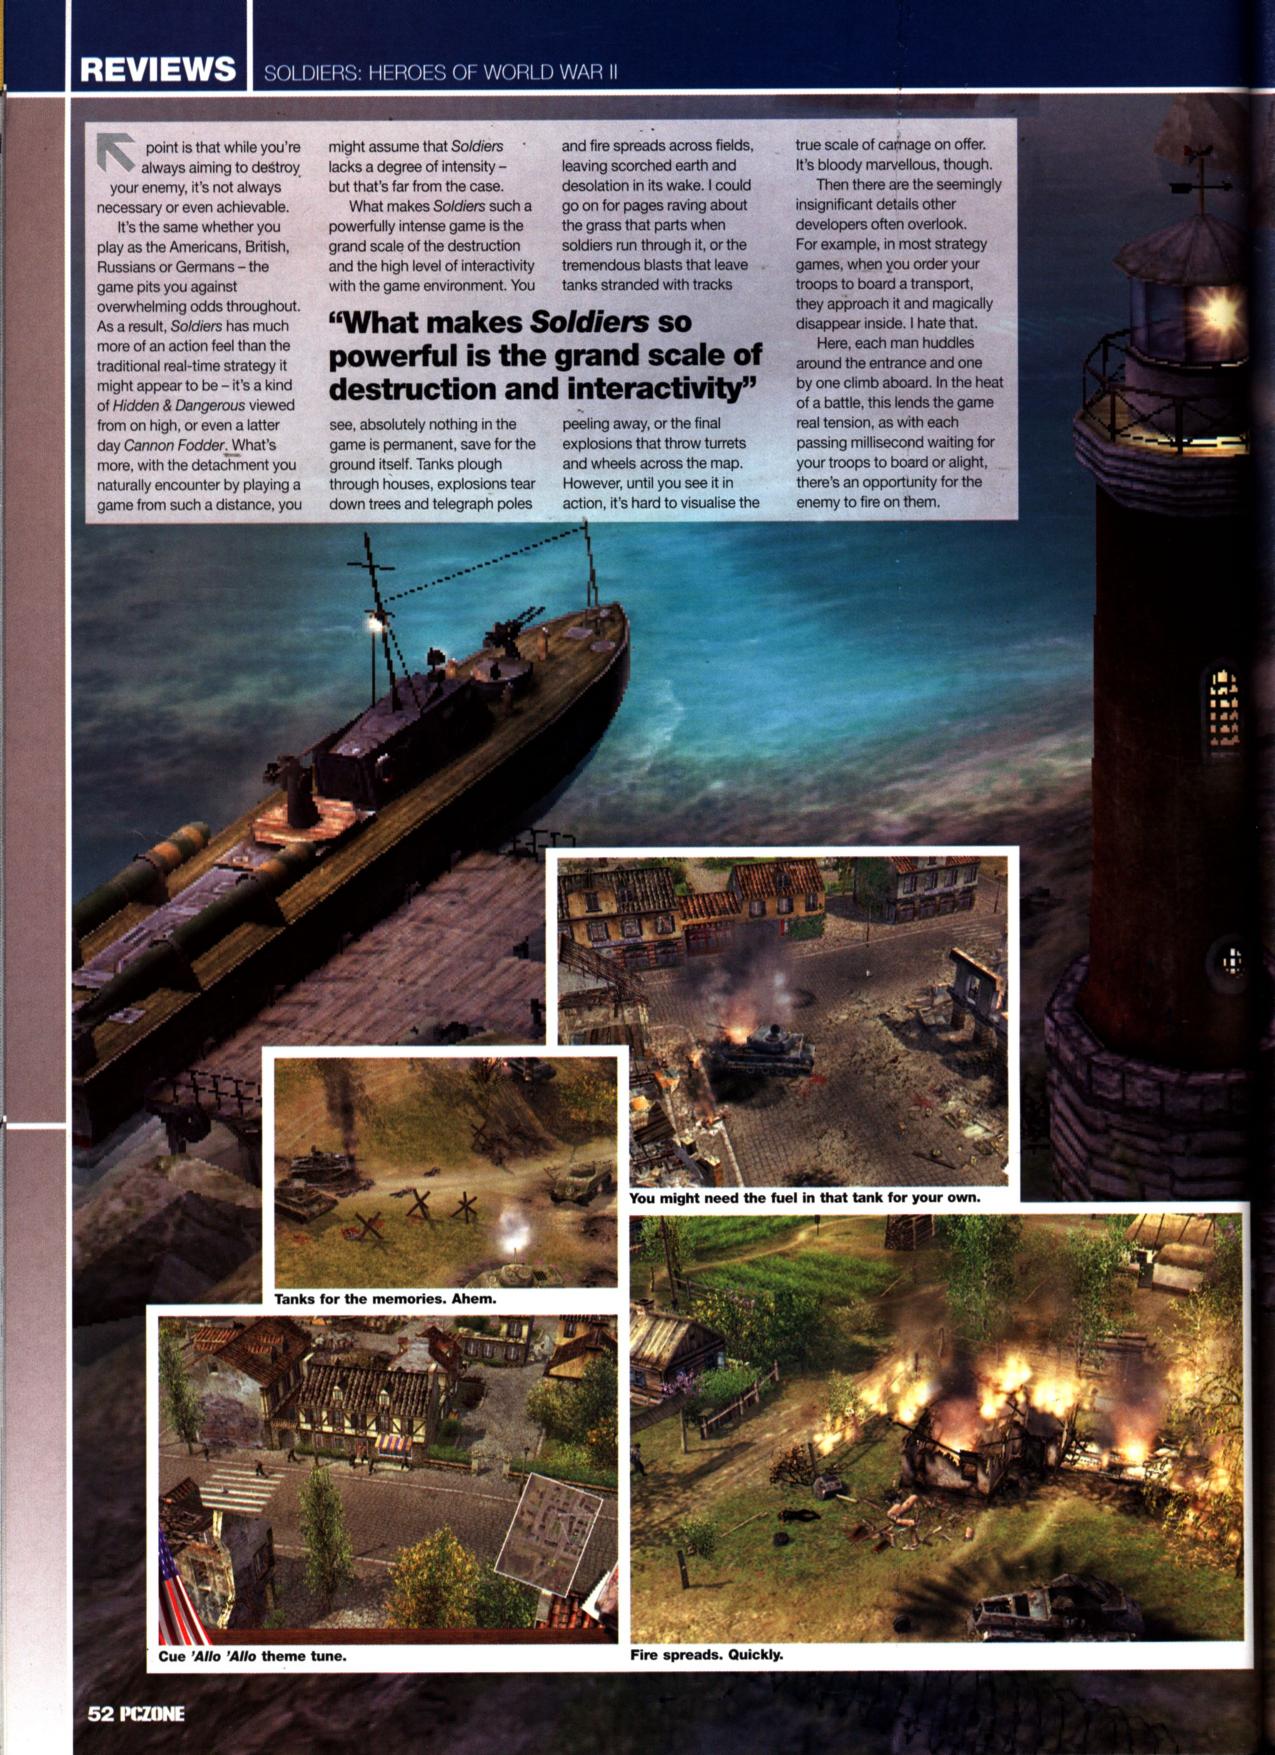 REVIEWS
SOLDIERS: HEROES OF WORLD WAR II
point is that while you're
always aiming to destroy
your enemy, it's not always
necessary or even achievable.
It's the same whether you
play as the Americans, British,
Russians or Germans – the
game pits you against
overwhelming odds throughout.
As a result, Soldiers has much
more of an action feel than the
traditional real-time strategy it
might appear to be – it's a kind
of Hidden & Dangerous viewed
from on high, or even a latter
day Cannon Fodder. What's
more, with the detachment you
naturally encounter by playing a
game from such a distance, you
might assume that Soldiers
lacks a degree of intensity –
but that's far from the case.
What makes Soldiers such a
powerfully intense game is the
grand scale of the destruction
and the high level of interactivity
with the game environment. You
"What makes Soldiers so
powerful is the grand scale of
destruction and interactivity"
see, absolutely nothing in the
game is permanent, save for the
ground itself. Tanks plough
through houses, explosions tear
down trees and telegraph poles
and fire spreads across fields,
leaving scorched earth and
desolation in its wake. I could
go on for pages raving about
the grass that parts when
soldiers run through it, or the
tremendous blasts that leave
tanks stranded with tracks
peeling away, or the final
explosions that throw turrets
and wheels across the map.
However, until you see it in
action, it's hard to visualise the
true scale of carnage on offer.
It's bloody marvellous, though.
Then there are the seemingly
insignificant details other
developers often overlook.
For example, in most strategy
games, when you order your
troops to board a transport,
they approach it and magically
disappear inside. I hate that.
Here, each man huddles
around the entrance and one
by one climb aboard. In the heat
of a battle, this lends the game
real tension, as with each
passing millisecond waiting for
your troops to board or alight,
there's an opportunity for the
enemy to fire on them.
You might need the fuel in that tank for your own.
Tanks for the memories. Ahem.
Cue 'Allo 'Allo theme tune.
Fire spreads. Quickly.
52 PCZONE